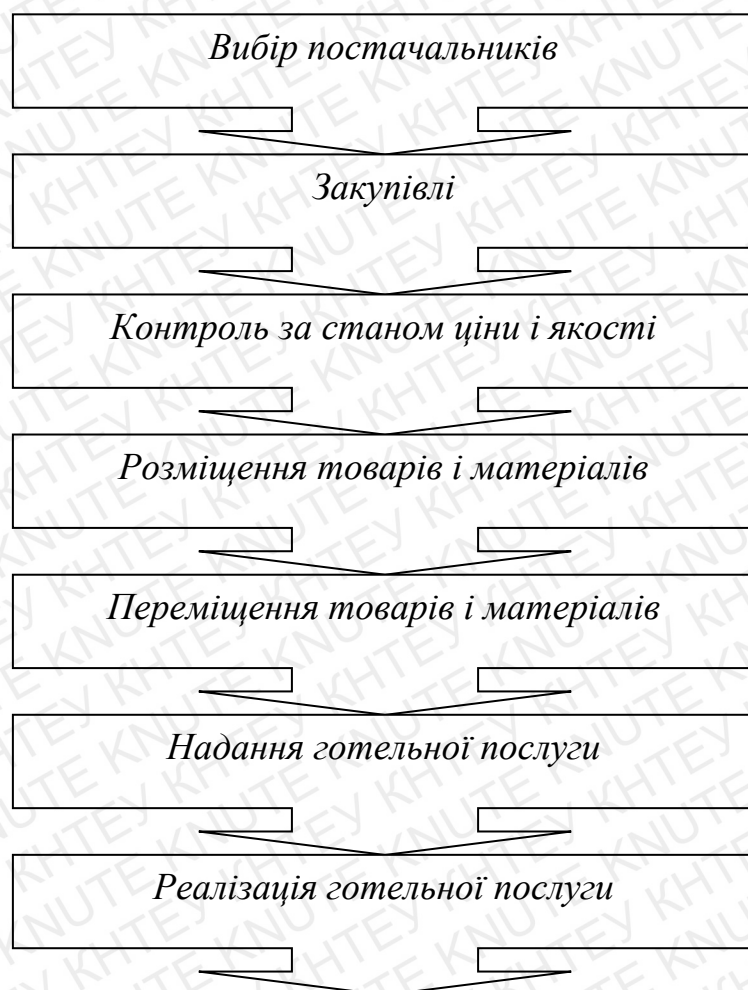 Вибір постачальників
Закупівлі
Контроль за станом ціни і якості
Розміщення товарів і матеріалів
Переміщення товарів і матеріалів
Надання готельної послуги
Реалізація готельної послуги